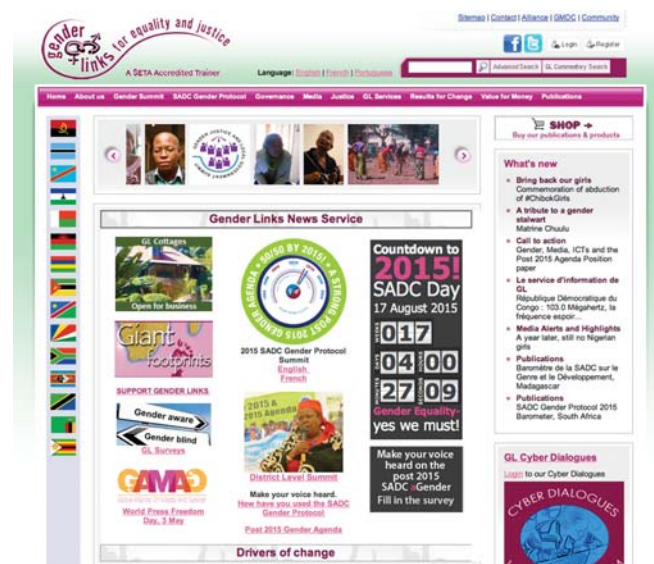 Sitemap | Contact | Alliance | GMDC | Community
gender links for equality and justice
A SETA Accredited Trainer
Language: English | French | Portuguese
Login
Register
Advanced Search
GL Commentary Search
Home About us Gender Summit SADC Gender Protocol Governance Media Justice GL Services Results for Change Value for Money Publications
SHOP
Buy our publications & products
Gender Links News Service
GL Cottages
Open for business
Giant
footprints
SUPPORT GENDER LINKS
Gender aware
Gender blind
GL Surveys
GAMAG
World Press Freedom
Day, 3 May
50/50 BY 2015! A STRONG POST 2015 GENDER AGENDA
2015 SADC Gender Protocol
Summit
English
French
2015 &
District Level Summit
Make your voice heard.
How have you used the SADC
Gender Protocol
Post 2015 Gender Agenda
Countdown to
2015!
SADC Day
17 August 2015
WEEKS
017
DAYS
04
HOURS
00
MINUTES
27
SECONDS
09
Gender Equality-
yes we must!
Make your voice
heard on the
post 2015
SADC aGender
Fill in the survey
Drivers of change
What's new
Bring back our girls
Commemoration of abduction
of #ChibokGirls
A tribute to a gender
stalwart
Matrine Chuulu
Call to action
Gender, Media, ICTs and the
Post 2015 Agenda Position
paper
Le service d'information de
GL
République Démocratique du
Congo : 103.0 Mégahertz, la
fréquence espoir...
Media Alerts and Highlights
A year later, still no Nigerian
girls
Publications
Baromètre de la SADC sur le
Genre et le Développement,
Madagascar
Publications
SADC Gender Protocol 2015
Barometer, South Africa
GL Cyber Dialogues
Login to our Cyber Dialogues
CYBER DIALOGUES